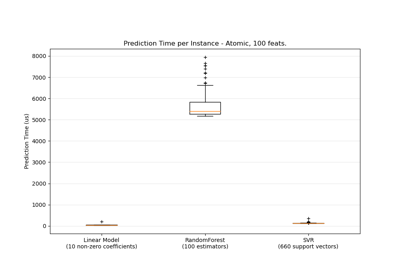 Prediction Time per Instance - Atomic, 100 feats.
8000
7000
6000
5000
4000
3000
2000
1000
0
Prediction Time (us)
Linear Model
(10 non-zero coefficients)
RandomForest
(100 estimators)
SVR
(660 support vectors)